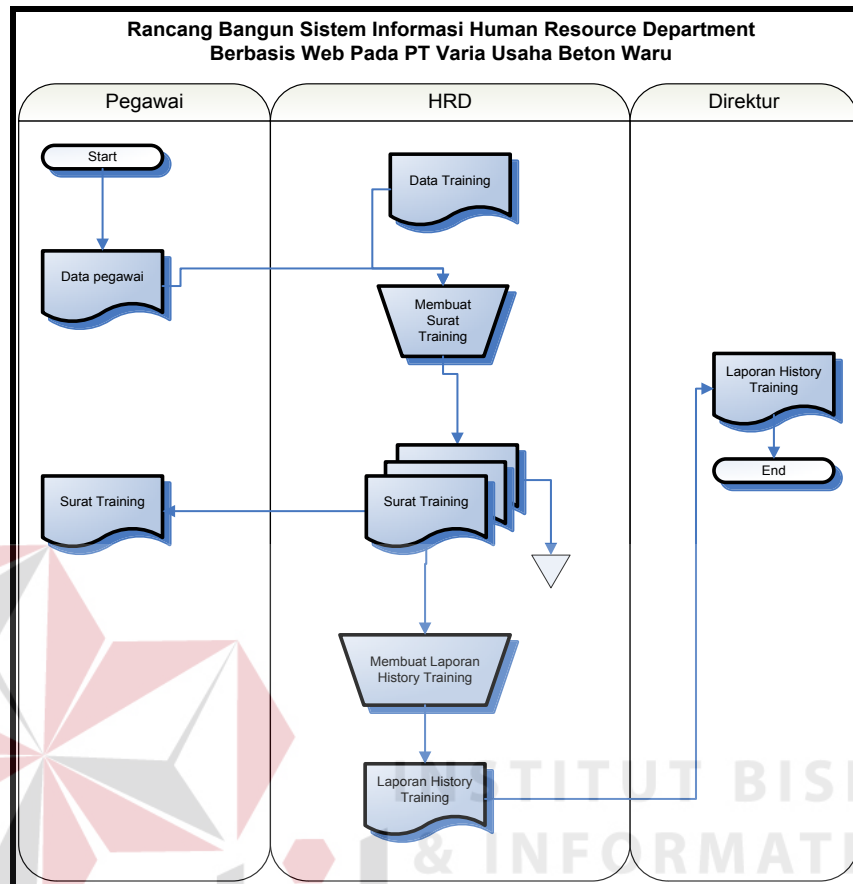 Rancang Bangun Sistem Informasi Human Resource Department
Berbasis Web Pada PT Varia Usaha Beton Waru
Pegawai
HRD
Direktur
Start
Data Training
Data pegawai
Membuat
Surat
Training
Laporan History
Training
End
Surat Training
Surat Training
Membuat Laporan
History Training
Laporan History
Training
INSTITUT BISI
& INFORMATI